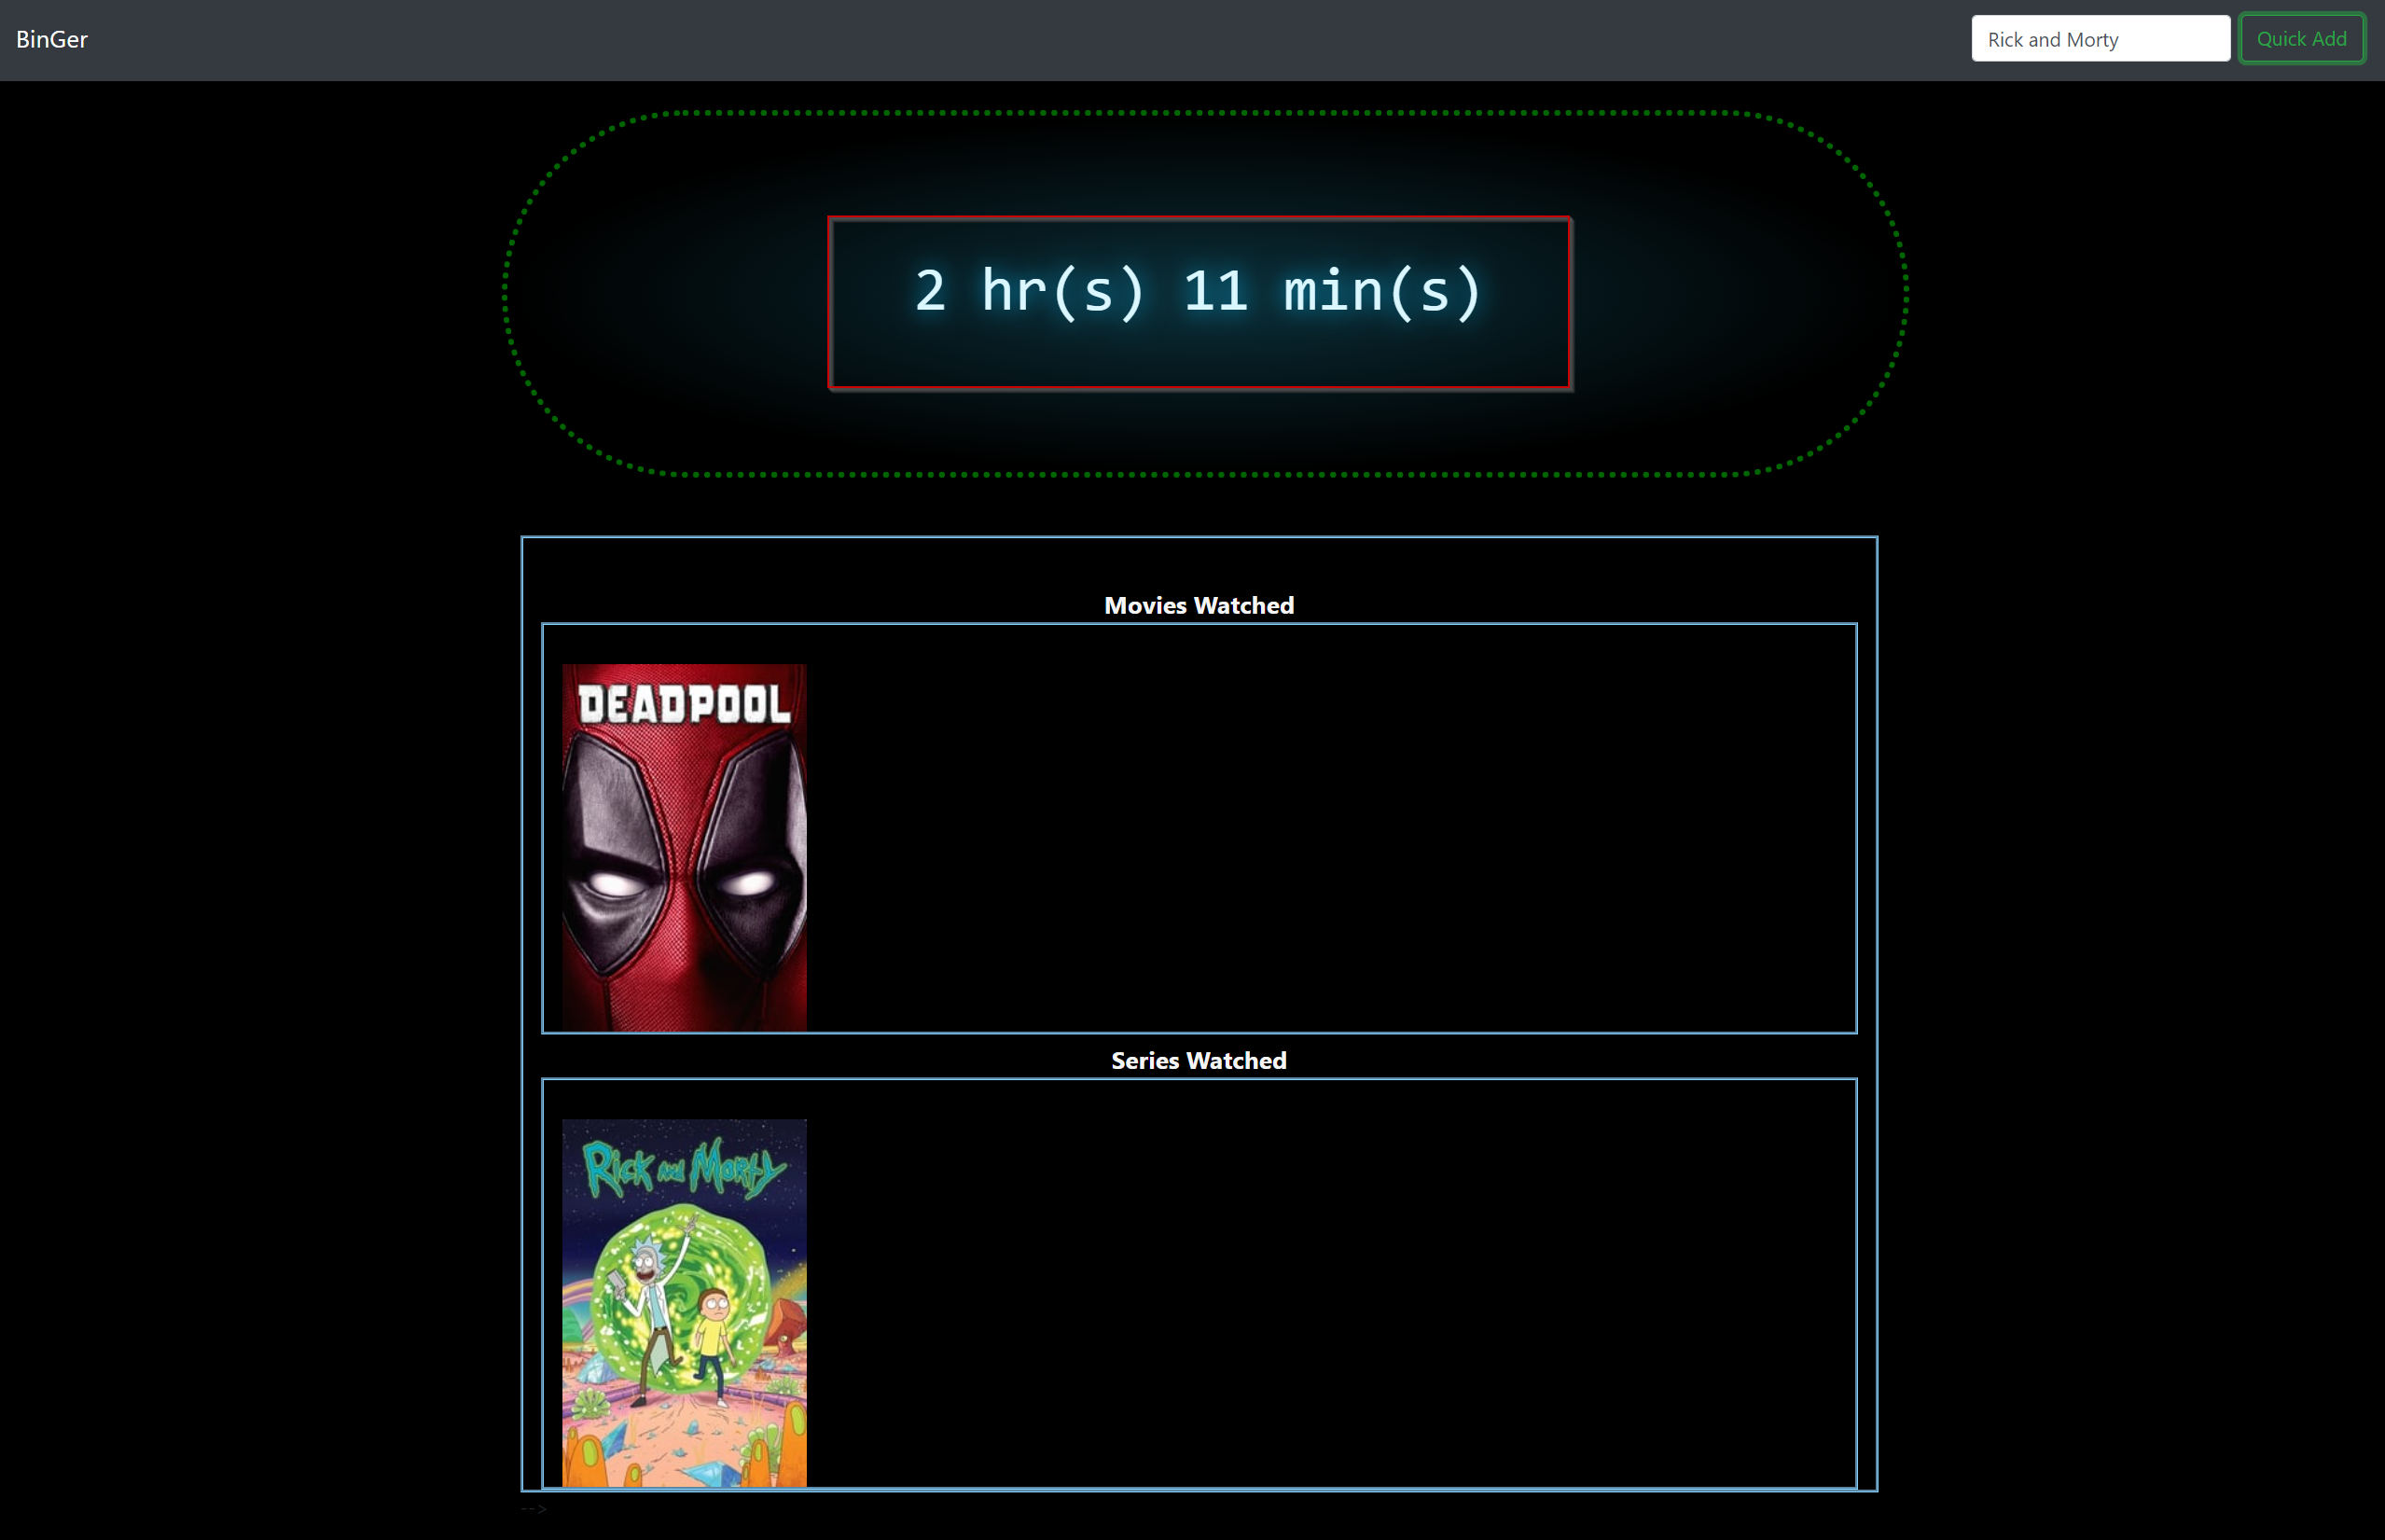 BinGer
Rick and Morty
Quick Add
2 hr(s) 11 min(s)
Movies Watched
DEADPOOL
Series Watched
Rick and Morty
-->